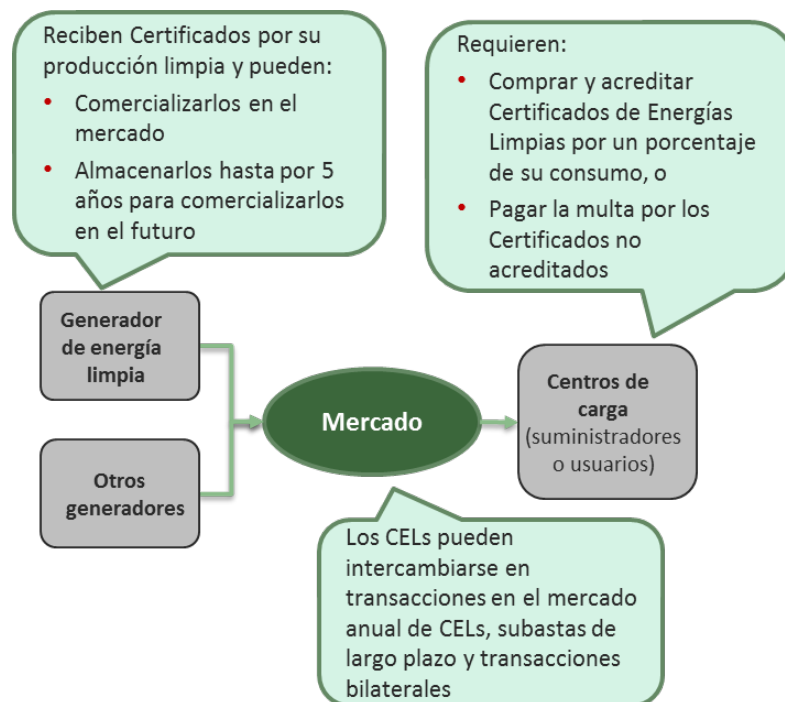 Reciben Certificados por su
producción limpia y pueden:
• Comercializarlos en el
mercado
• Almacenarlos hasta por 5
años para comercializarlos
en el futuro
Requieren:
• Comprar y acreditar
Certificados de Energías
Limpias por un porcentaje
de su consumo, o
• Pagar la multa por los
Certificados no
acreditados
Generador
de energía
limpia
Otros
generadores
Mercado
Centros de
carga
(suministradores
o usuarios)
Los CELs pueden
intercambiarse en
transacciones en el mercado
anual de CELs, subastas de
largo plazo y transacciones
bilaterales